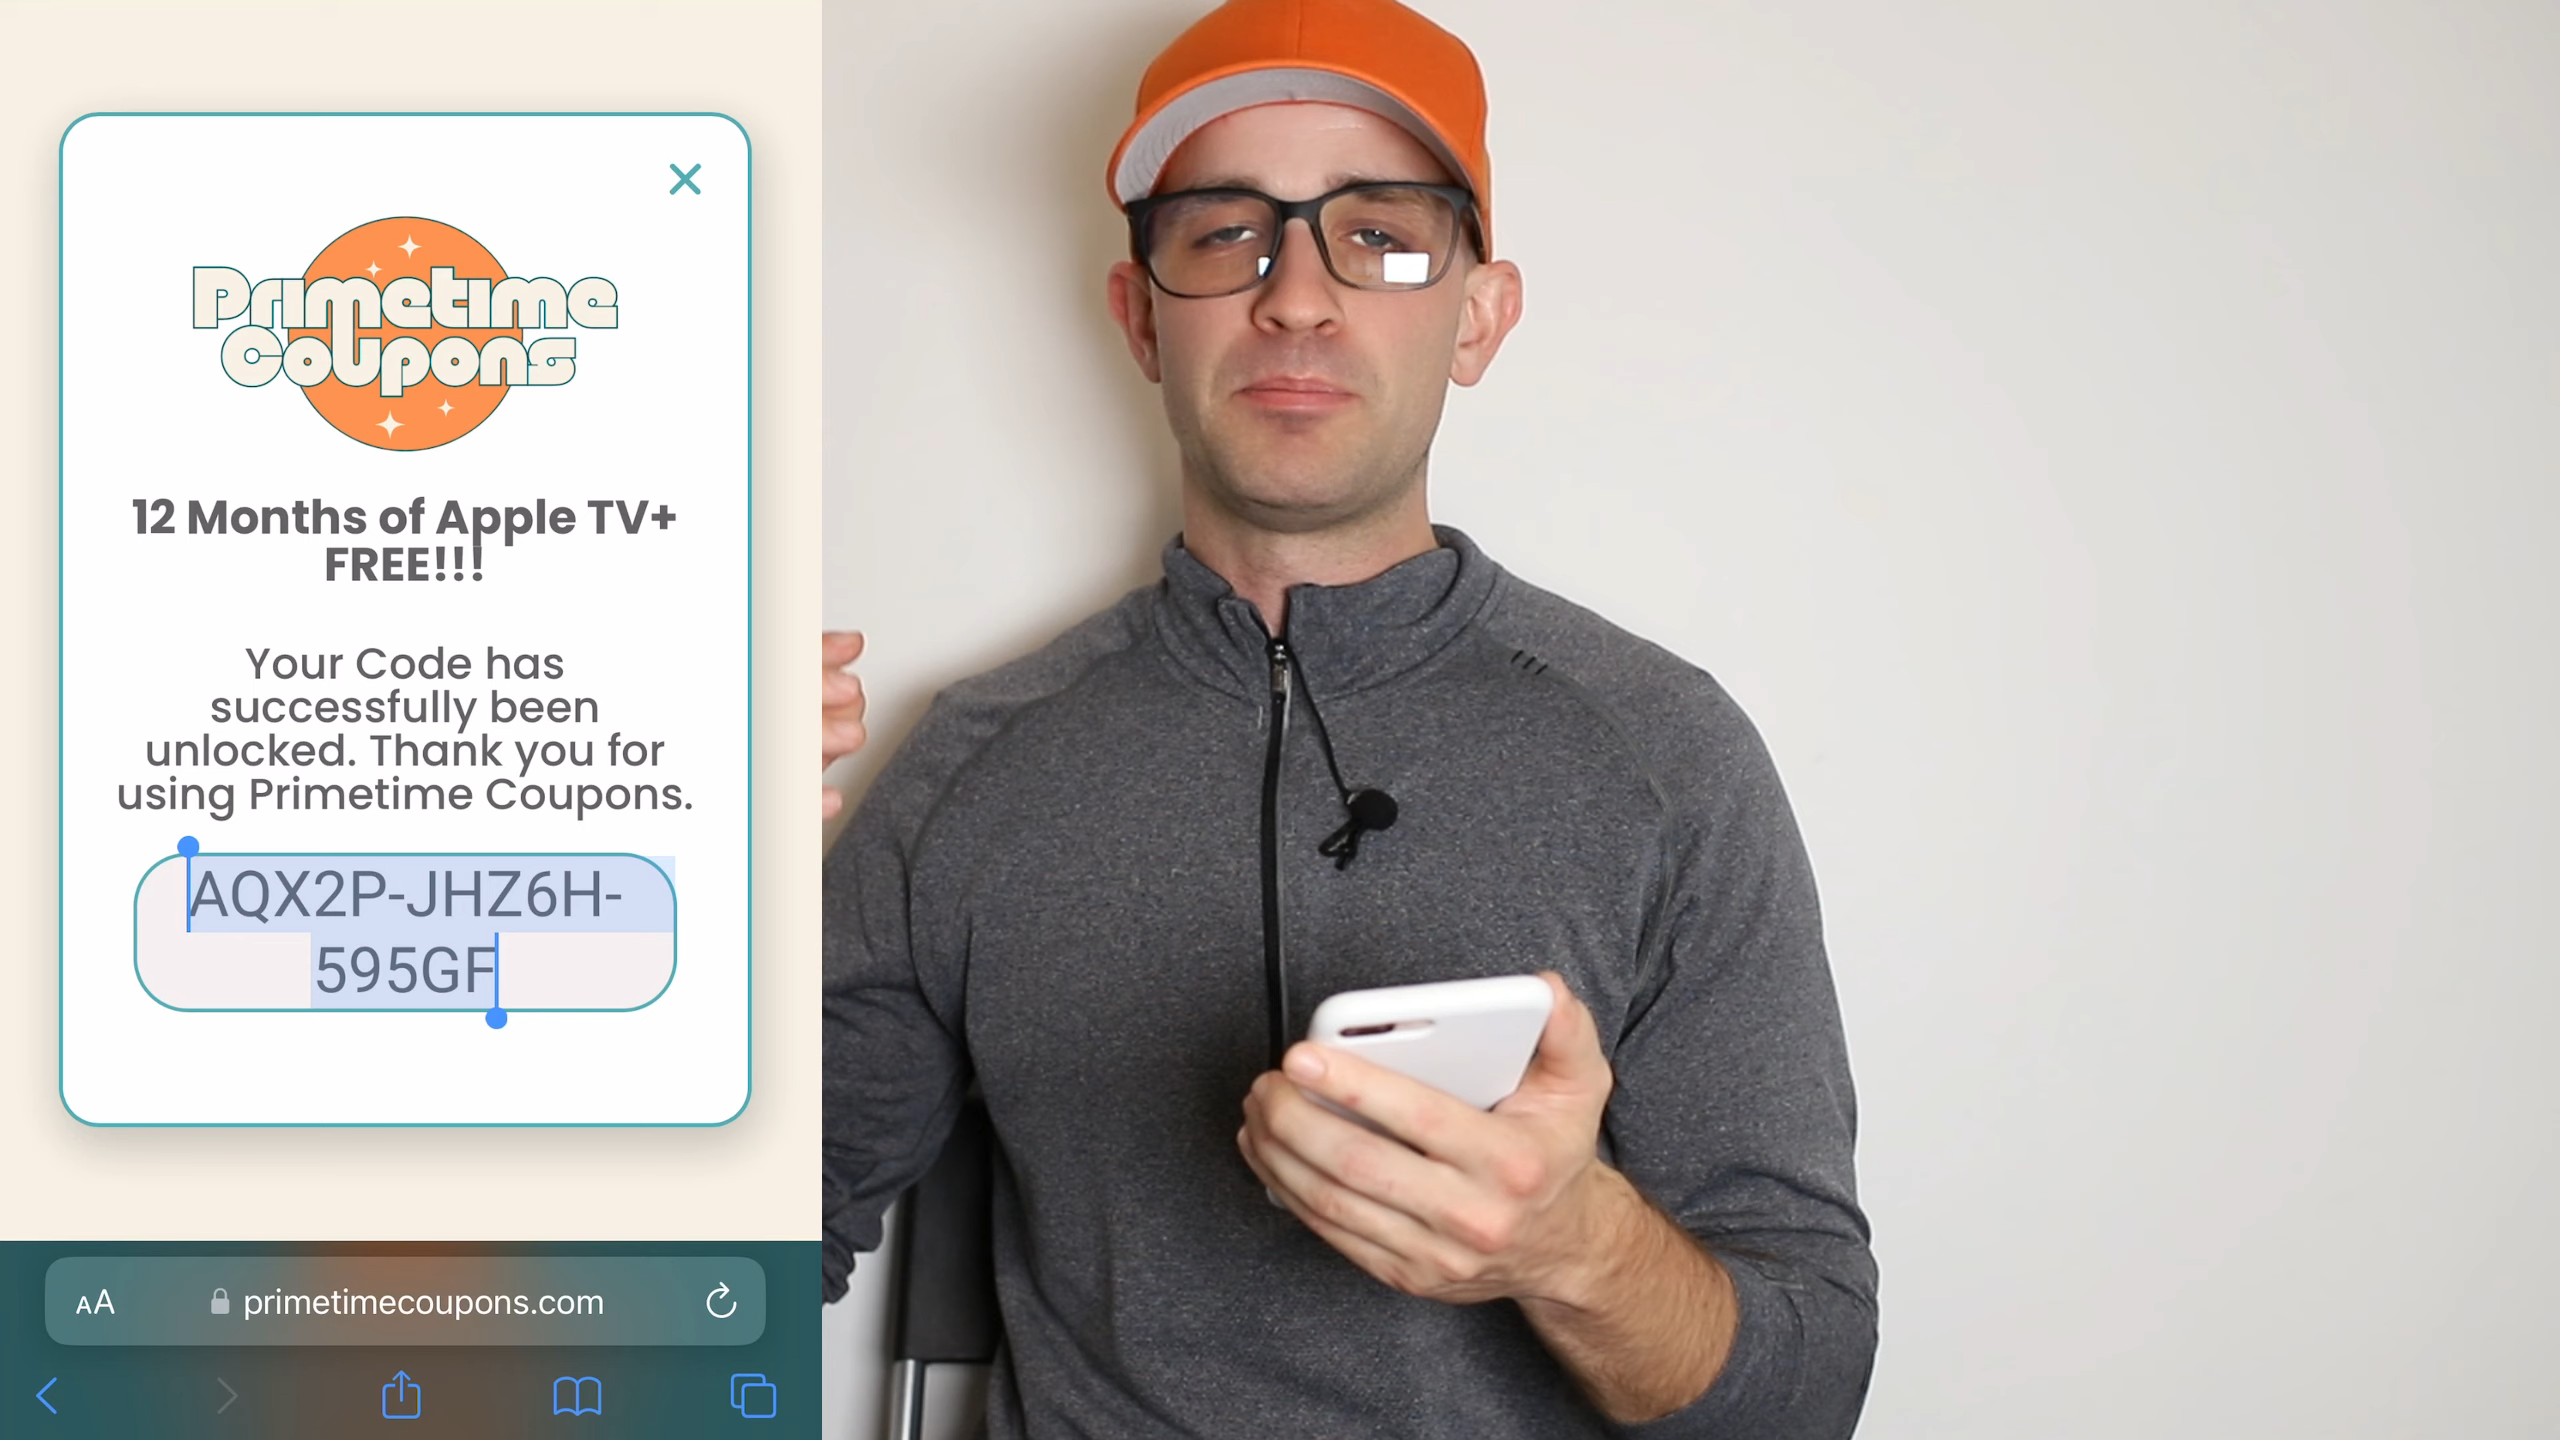 Primetime
Coupons
12 Months of Apple TV+
FREE!!!
Your Code has
successfully been
unlocked. Thank you for
using Primetime Coupons.
AQX2P-JHZ6H-
595GF
AA primetimecoupons.com